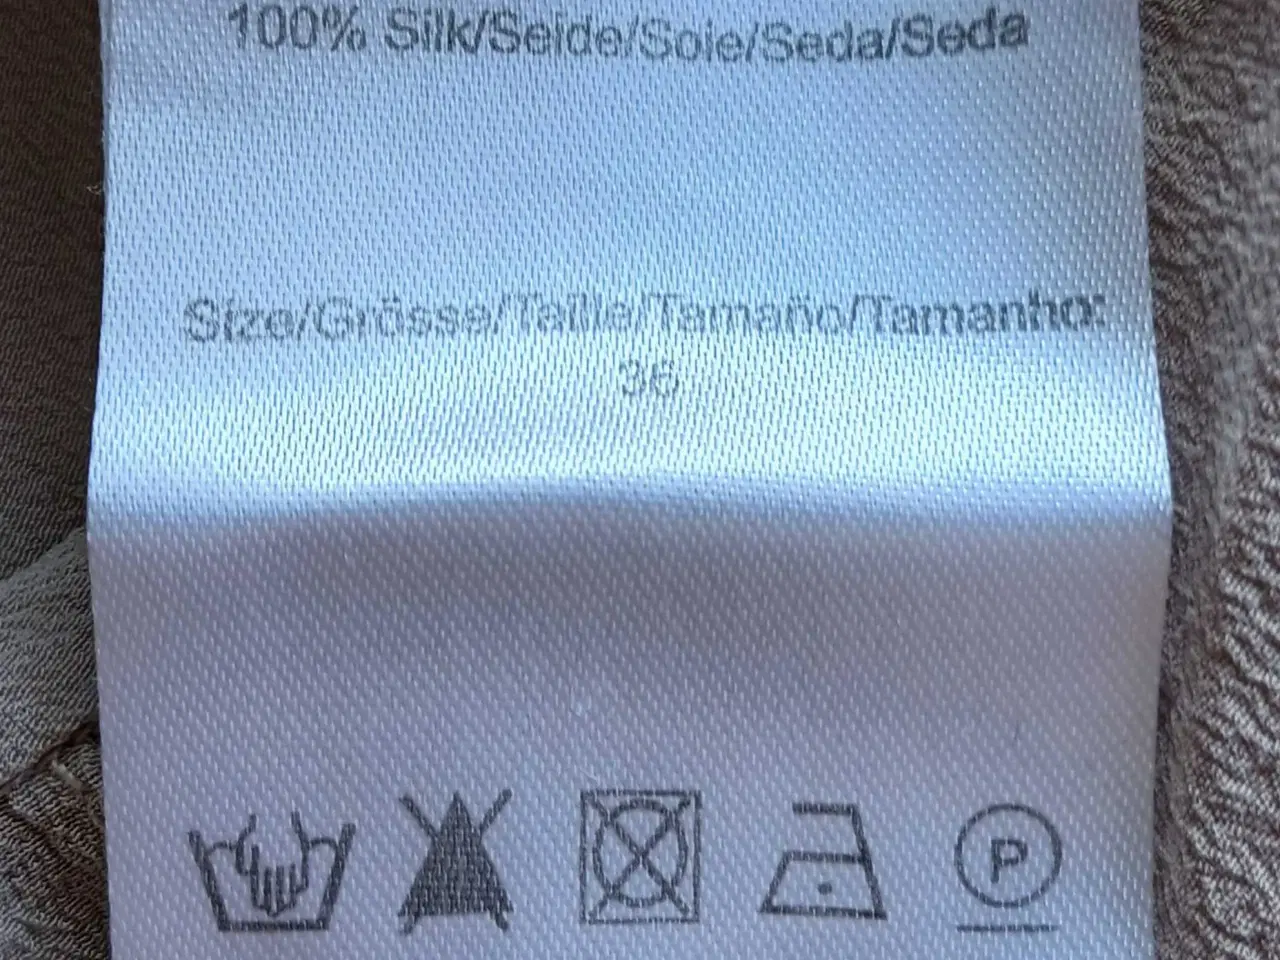 100% Silk/Seide/Soie/Seda/Seda
Size/Grösse/Taille/Tamaño/Tamanho:
36
P